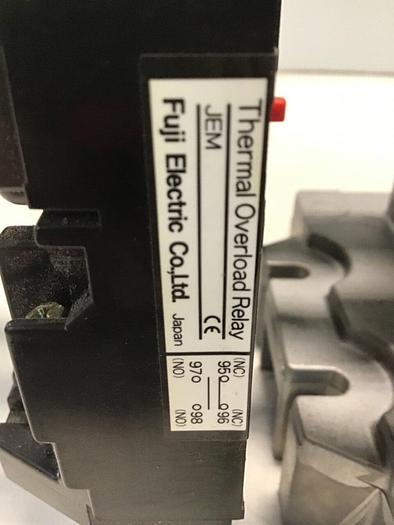 Thermal Overload Relay
JEM CE
Fuji Electric Co.,Ltd. Japan
(NC) (NC)
95 96
97 98
(NO) (NO)